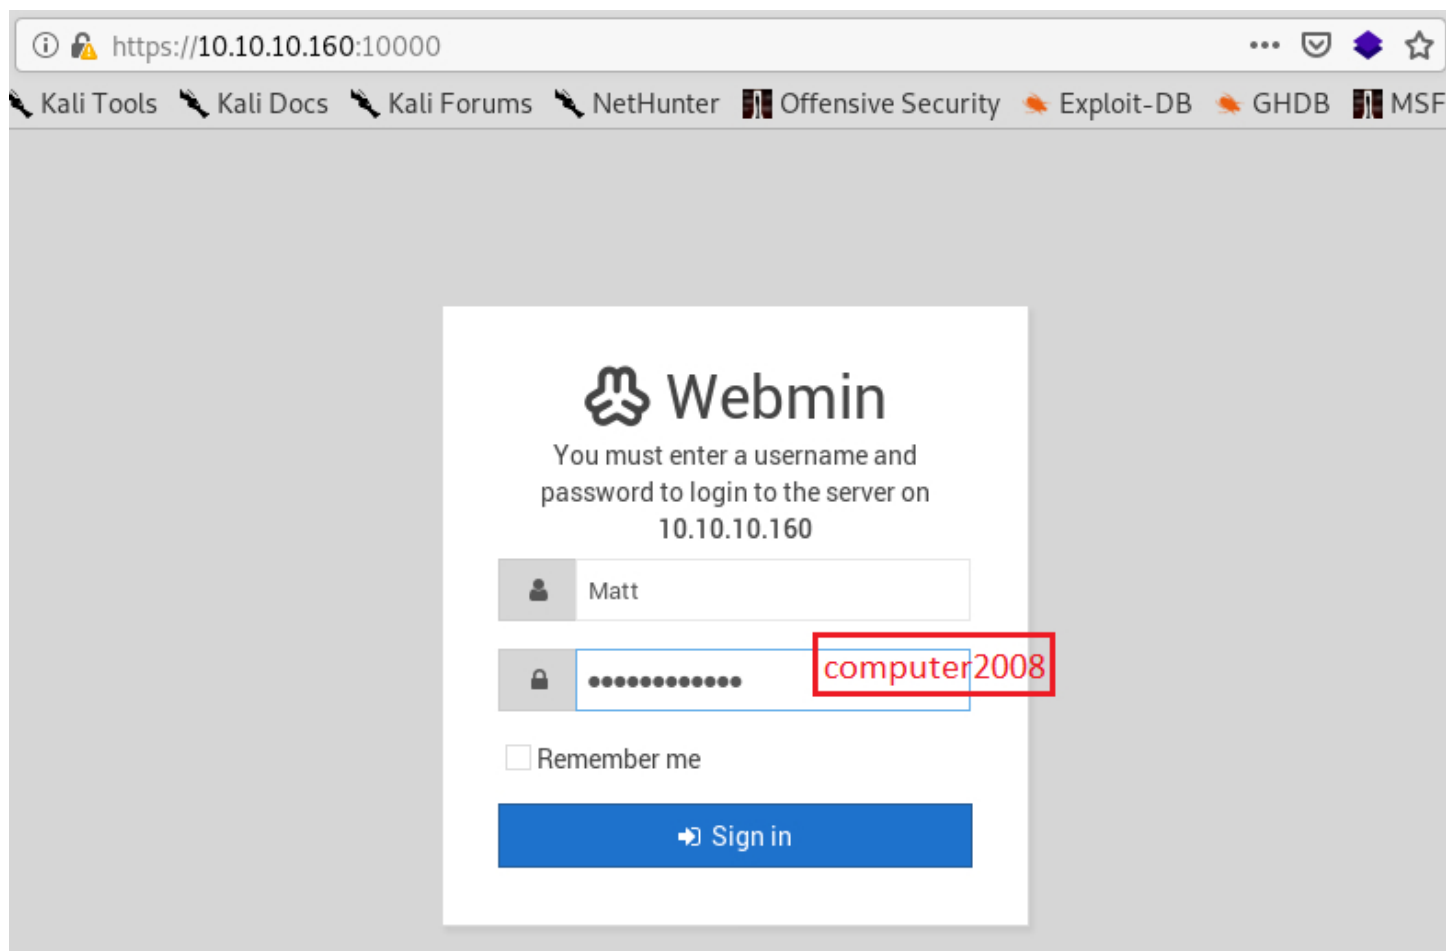 https://10.10.10.160:10000
Kali Tools Kali Docs Kali Forums NetHunter Offensive Security Exploit-DB GHDB MSF
Webmin
You must enter a username and
password to login to the server on
10.10.10.160
Matt
●●●●●●●●●●●● computer2008
Remember me
Sign in